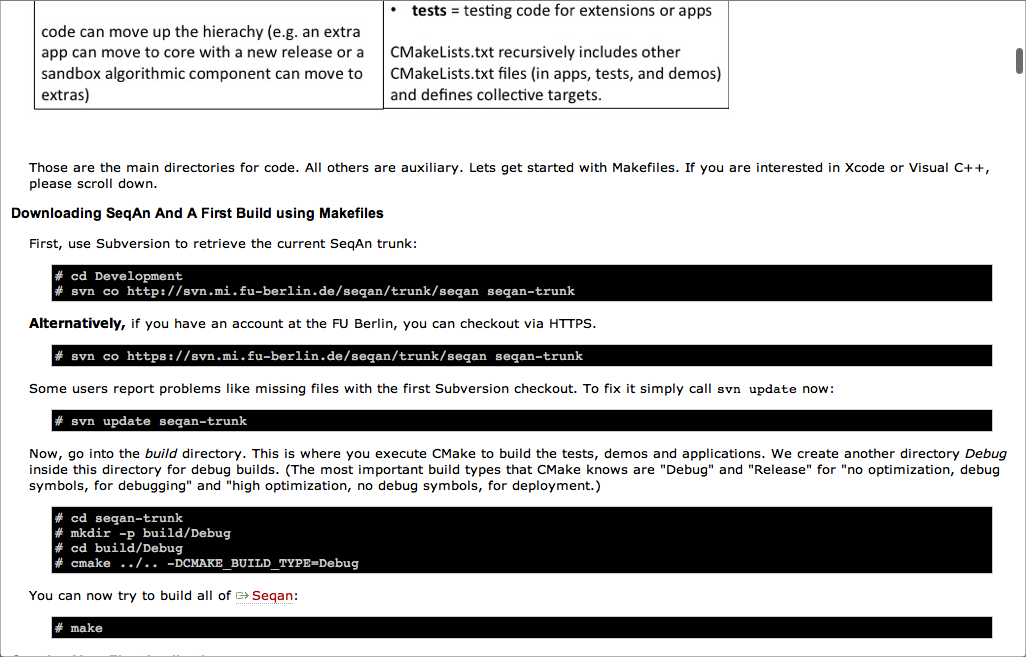 code can move up the hierachy (e.g. an extra
app can move to core with a new release or a
sandbox algorithmic component can move to
extras)
• tests = testing code for extensions or apps
CMakeLists.txt recursively includes other
CMakeLists.txt files (in apps, tests, and demos)
and defines collective targets.
Those are the main directories for code. All others are auxiliary. Lets get started with Makefiles. If you are interested in Xcode or Visual C++,
please scroll down.
Downloading SeqAn And A First Build using Makefiles
First, use Subversion to retrieve the current SeqAn trunk:
# cd Development
# svn co http://svn.mi.fu-berlin.de/seqan/trunk/seqan seqan-trunk
Alternatively, if you have an account at the FU Berlin, you can checkout via HTTPS.
# svn co https://svn.mi.fu-berlin.de/seqan/trunk/seqan seqan-trunk
Some users report problems like missing files with the first Subversion checkout. To fix it simply call svn update now:
# svn update seqan-trunk
Now, go into the build directory. This is where you execute CMake to build the tests, demos and applications. We create another directory Debug
inside this directory for debug builds. (The most important build types that CMake knows are "Debug" and "Release" for "no optimization, debug
symbols, for debugging" and "high optimization, no debug symbols, for deployment.)
# cd seqan-trunk
# mkdir -p build/Debug
# cd build/Debug
# cmake ../.. -DCMAKE_BUILD_TYPE=Debug
You can now try to build all of Seqan:
# make